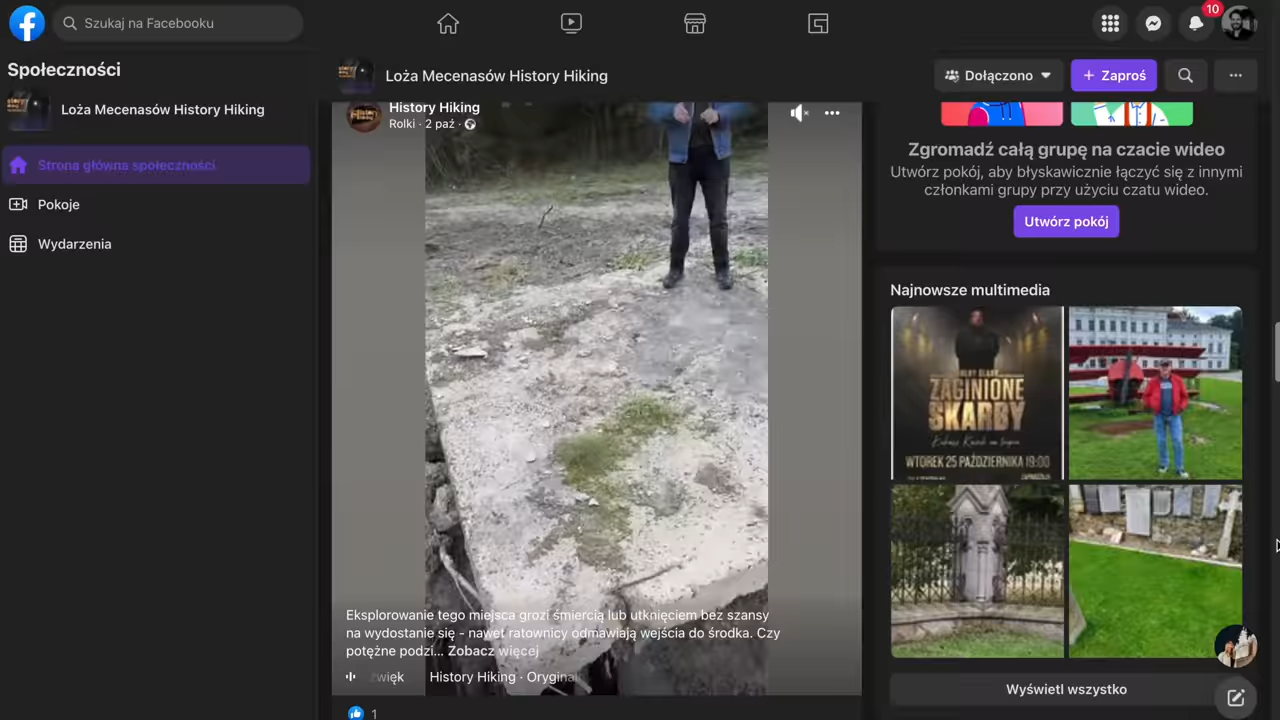 Szukaj na Facebooku
10
Społeczności
Loża Mecenasów History Hiking
Strona główna społeczności
Pokoje
Wydarzenia
Loża Mecenasów History Hiking
Dołączono
+ Zaproś
History Hiking
Rolki · 2 paź ·
Eksplorowanie tego miejsca grozi śmiercią lub utknięciem bez szansy
na wydostanie się - nawet ratownicy odmawiają wejścia do środka. Czy
potężne podzi... Zobacz więcej
History Hiking ·
1
Zgromadź całą grupę na czacie wideo
Utwórz pokój, aby błyskawicznie łączyć się z innymi
członkami grupy przy użyciu czatu wideo.
Utwórz pokój
Najnowsze multimedia
ZAGINIONE
SKARBY
WTOREK 25 PAŹDZIERNIKA 19:00
Wyświetl wszystko